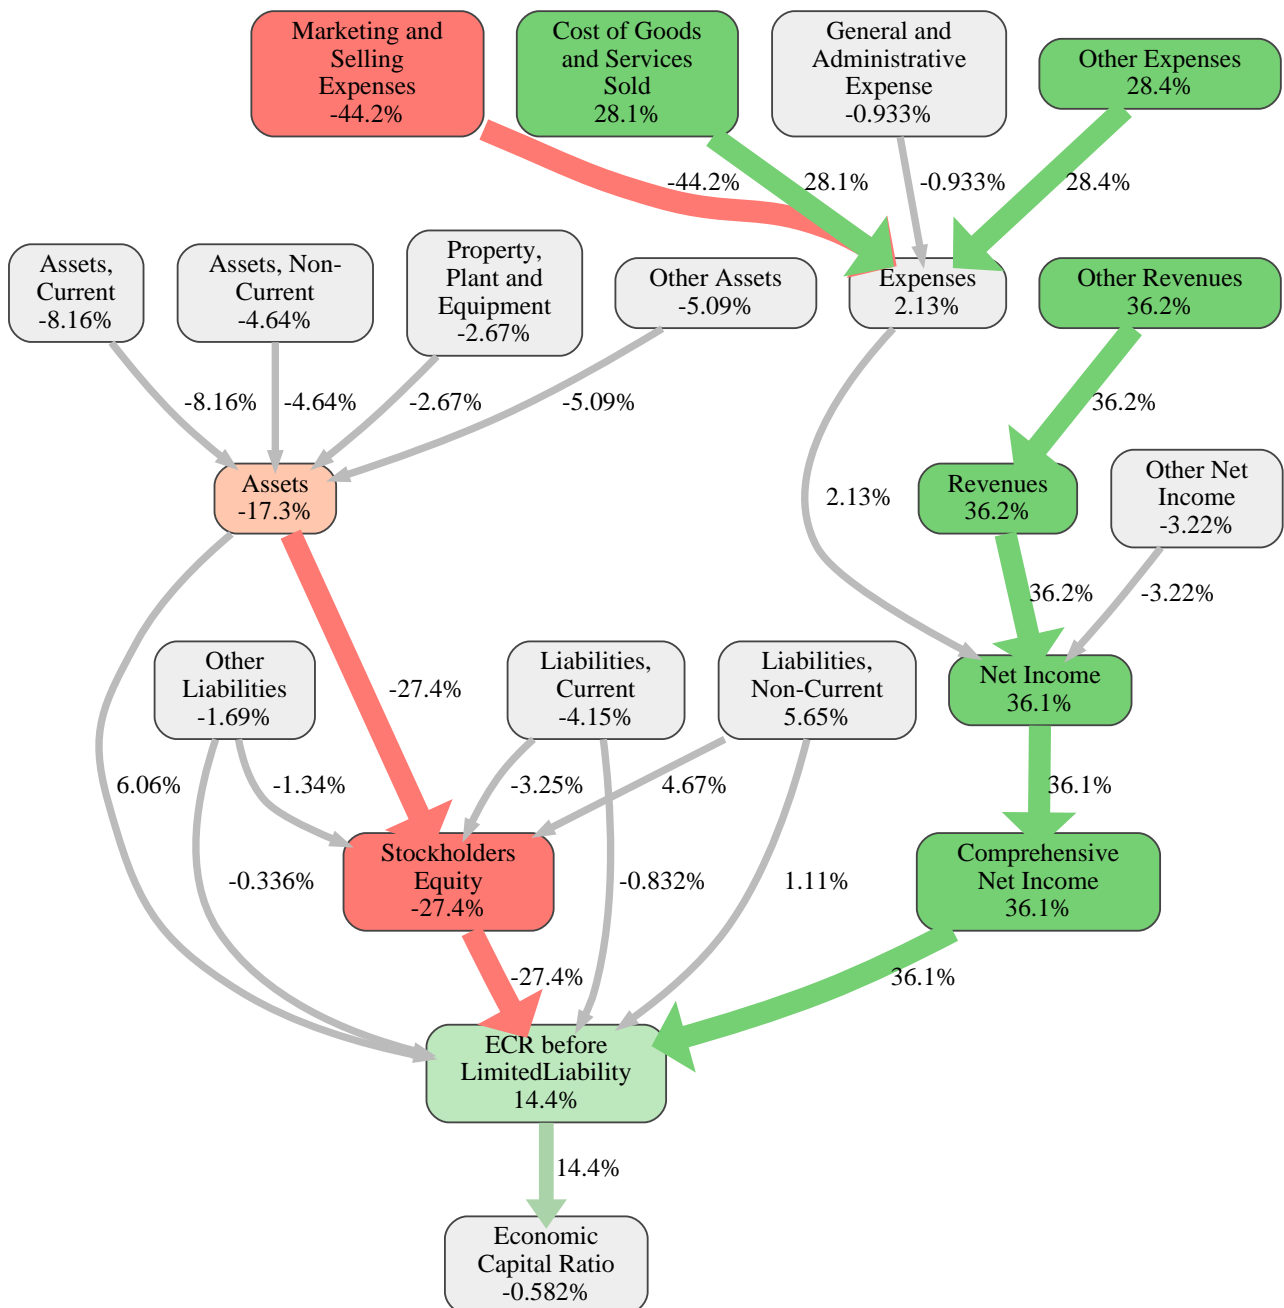 Marketing and
Selling
Expenses
-44.2%
Cost of Goods
and Services
Sold
28.1%
General and
Administrative
Expense
-0.933%
Other Expenses
28.4%
-44.2%
28.1%
-0.933%
28.4%
Assets,
Current
-8.16%
Assets, Non-
Current
-4.64%
Property,
Plant and
Equipment
-2.67%
Other Assets
-5.09%
Expenses
2.13%
Other Revenues
36.2%
-8.16%
-4.64%
-2.67%
-5.09%
36.2%
Assets
-17.3%
2.13%
Revenues
36.2%
Other Net
Income
-3.22%
36.2%
-3.22%
Other
Liabilities
-1.69%
-27.4%
Liabilities,
Current
-4.15%
Liabilities,
Non-Current
5.65%
Net Income
36.1%
6.06%
-1.34%
-3.25%
4.67%
36.1%
-0.336%
Stockholders
Equity
-27.4%
-0.832%
1.11%
Comprehensive
Net Income
36.1%
-27.4%
36.1%
ECR before
LimitedLiability
14.4%
14.4%
Economic
Capital Ratio
-0.582%